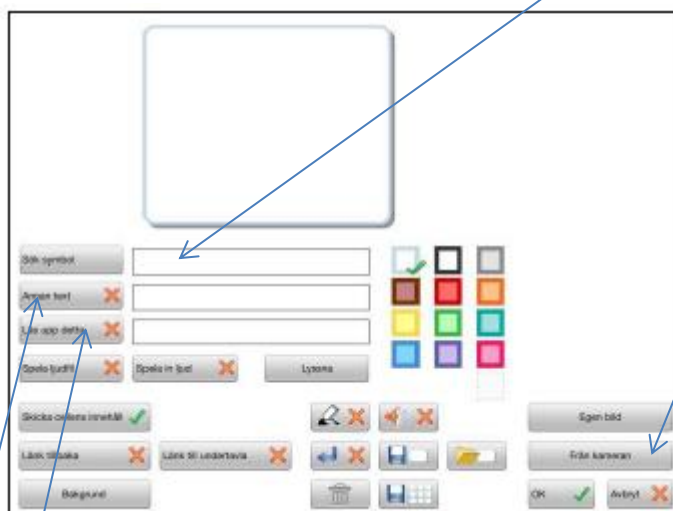 Sök symbol
Annan text
Läs upp detta
Spela ljudfil Spela in ljud Lyssna
Skicka cellens innehåll Egen bild
Länk tillbaka Länk till undertavla Från kameran
Bakgrund OK Avbryt